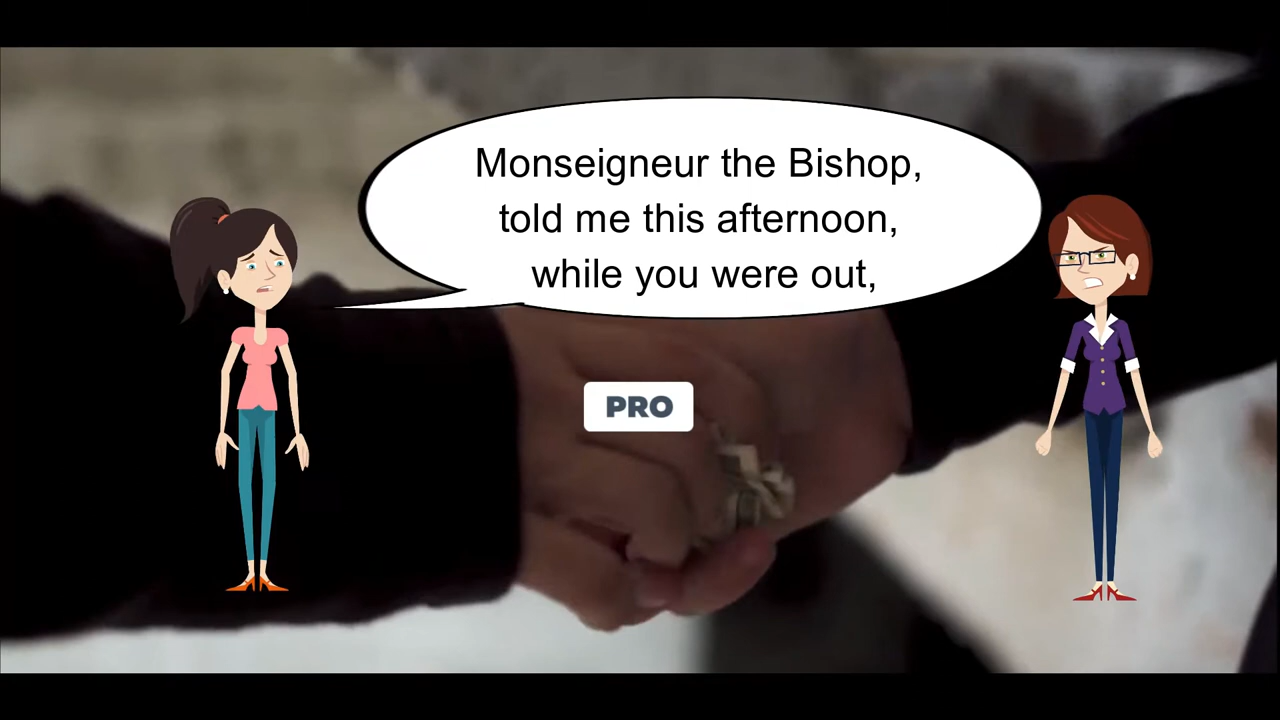 Monseigneur the Bishop,
told me this afternoon,
while you were out,
PRO